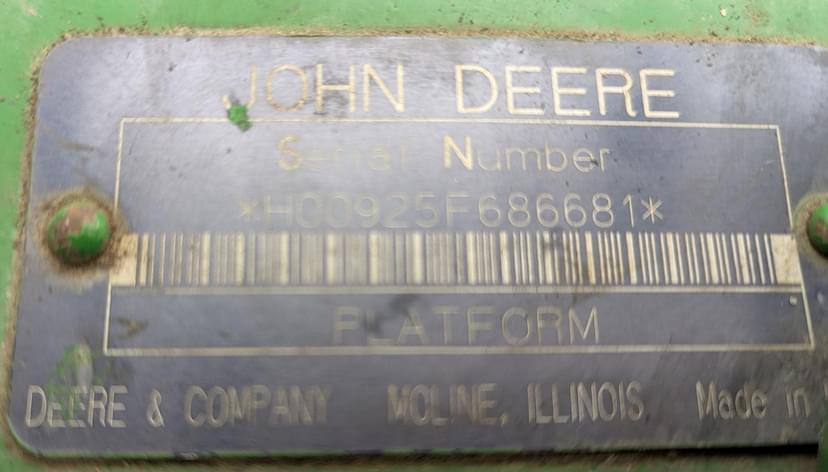 JOHN DEERE
Serial Number
*H00925F686681*
PLATFORM
DEERE & COMPANY MOLINE, ILLINOIS Made in